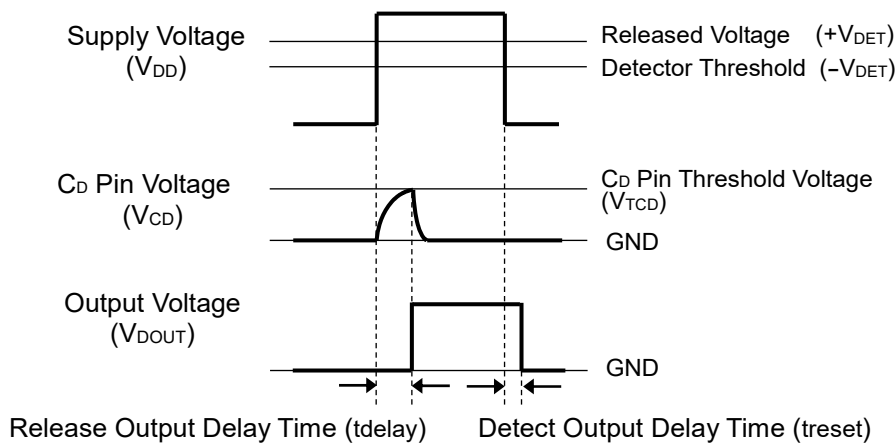 Supply Voltage
(VDD)
Released Voltage (+VDET)
Detector Threshold (–VDET)
CD Pin Voltage
(VCD)
CD Pin Threshold Voltage
(VTCD)
GND
Output Voltage
(VDOUT)
GND
Release Output Delay Time (tdelay)
Detect Output Delay Time (treset)